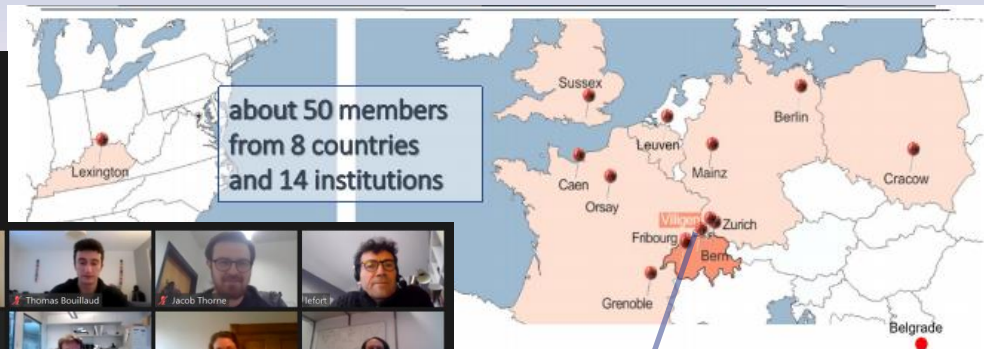 about 50 members
from 8 countries
and 14 institutions
Lexington
Sussex
Berlin
Leuven
Mainz
Cracow
Caen
Orsay
Villigen
Zurich
Fribourg
Bern
Grenoble
Belgrade
Thomas Bouillaud
Jacob Thorne
lefort